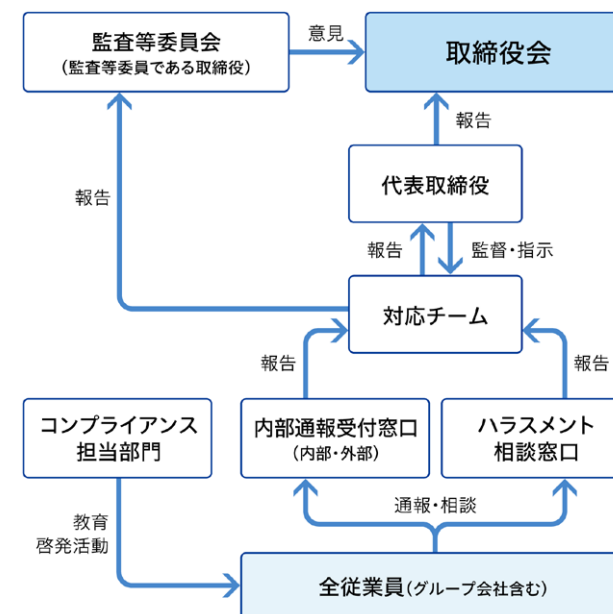 監査等委員会
(監査等委員である取締役)
意見
取締役会
報告
代表取締役
報告
報告
監督・指示
対応チーム
報告
報告
コンプライアンス
担当部門
内部通報受付窓口
(内部・外部)
ハラスメント
相談窓口
通報・相談
教育
啓発活動
全従業員(グループ会社含む)